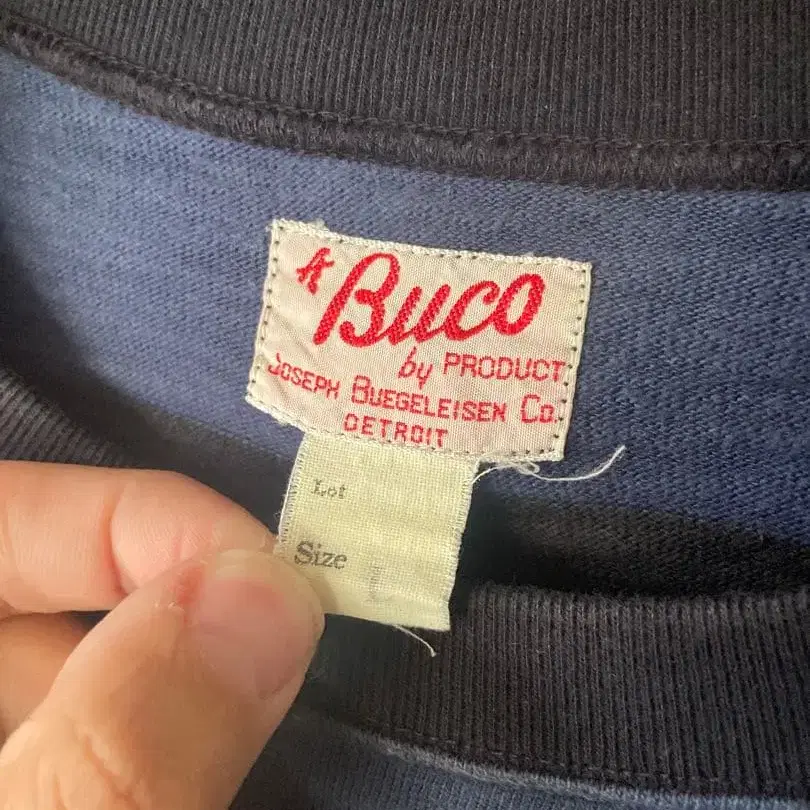 A Buco
by PRODUCT
JOSEPH BUEGELEISEN Co.
DETROIT
Lot
Size